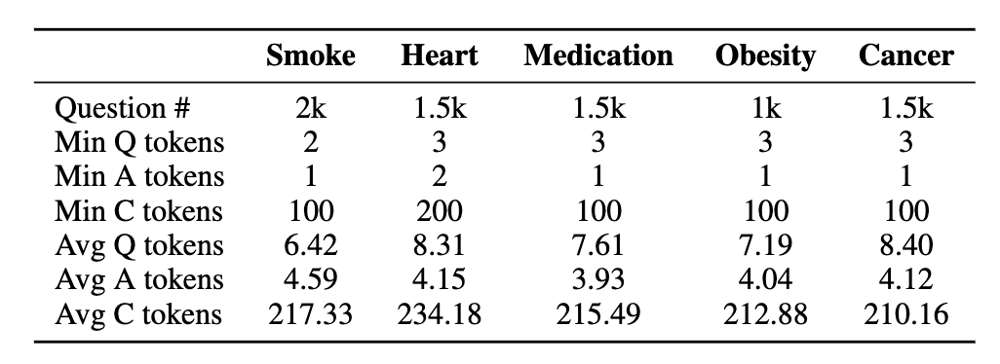 Smoke Heart Medication Obesity Cancer
Question # 2k 1.5k 1.5k 1k 1.5k
Min Q tokens 2 3 3 3 3
Min A tokens 1 2 1 1 1
Min C tokens 100 200 100 100 100
Avg Q tokens 6.42 8.31 7.61 7.19 8.40
Avg A tokens 4.59 4.15 3.93 4.04 4.12
Avg C tokens 217.33 234.18 215.49 212.88 210.16